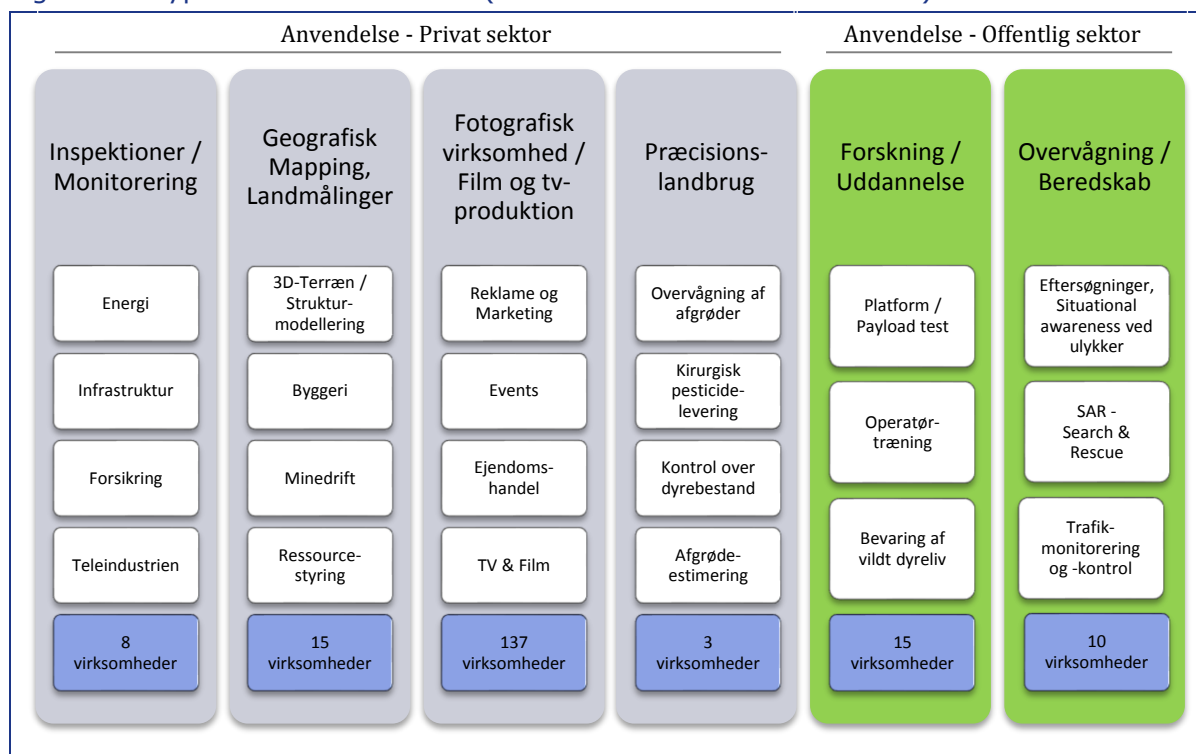 Anvendelse - Privat sektor
Anvendelse - Offentlig sektor
Inspektioner /
Monitorering
Energi
Infrastruktur
Forsikring
Teleindustrien
8
virksomheder
Geografisk
Mapping,
Landmålinger
3D-Terræn /
Struktur-
modellering
Byggeri
Minedrift
Ressource-
styring
15
virksomheder
Fotografisk
virksomhed /
Film og tv-
produktion
Reklame og
Marketing
Events
Ejendoms-
handel
TV & Film
137
virksomheder
Præcisions-
landbrug
Overvågning af
afgrøder
Kirurgisk
pesticide-
levering
Kontrol over
dyrebestand
Afgrøde-
estimering
3
virksomheder
Forskning /
Uddannelse
Platform /
Payload test
Operatør-
træning
Bevaring af
vildt dyreliv
15
virksomheder
Overvågning /
Beredskab
Eftersøgninger,
Situational
awareness ved
ulykker
SAR -
Search &
Rescue
Trafik-
monitorering
og -kontrol
10
virksomheder